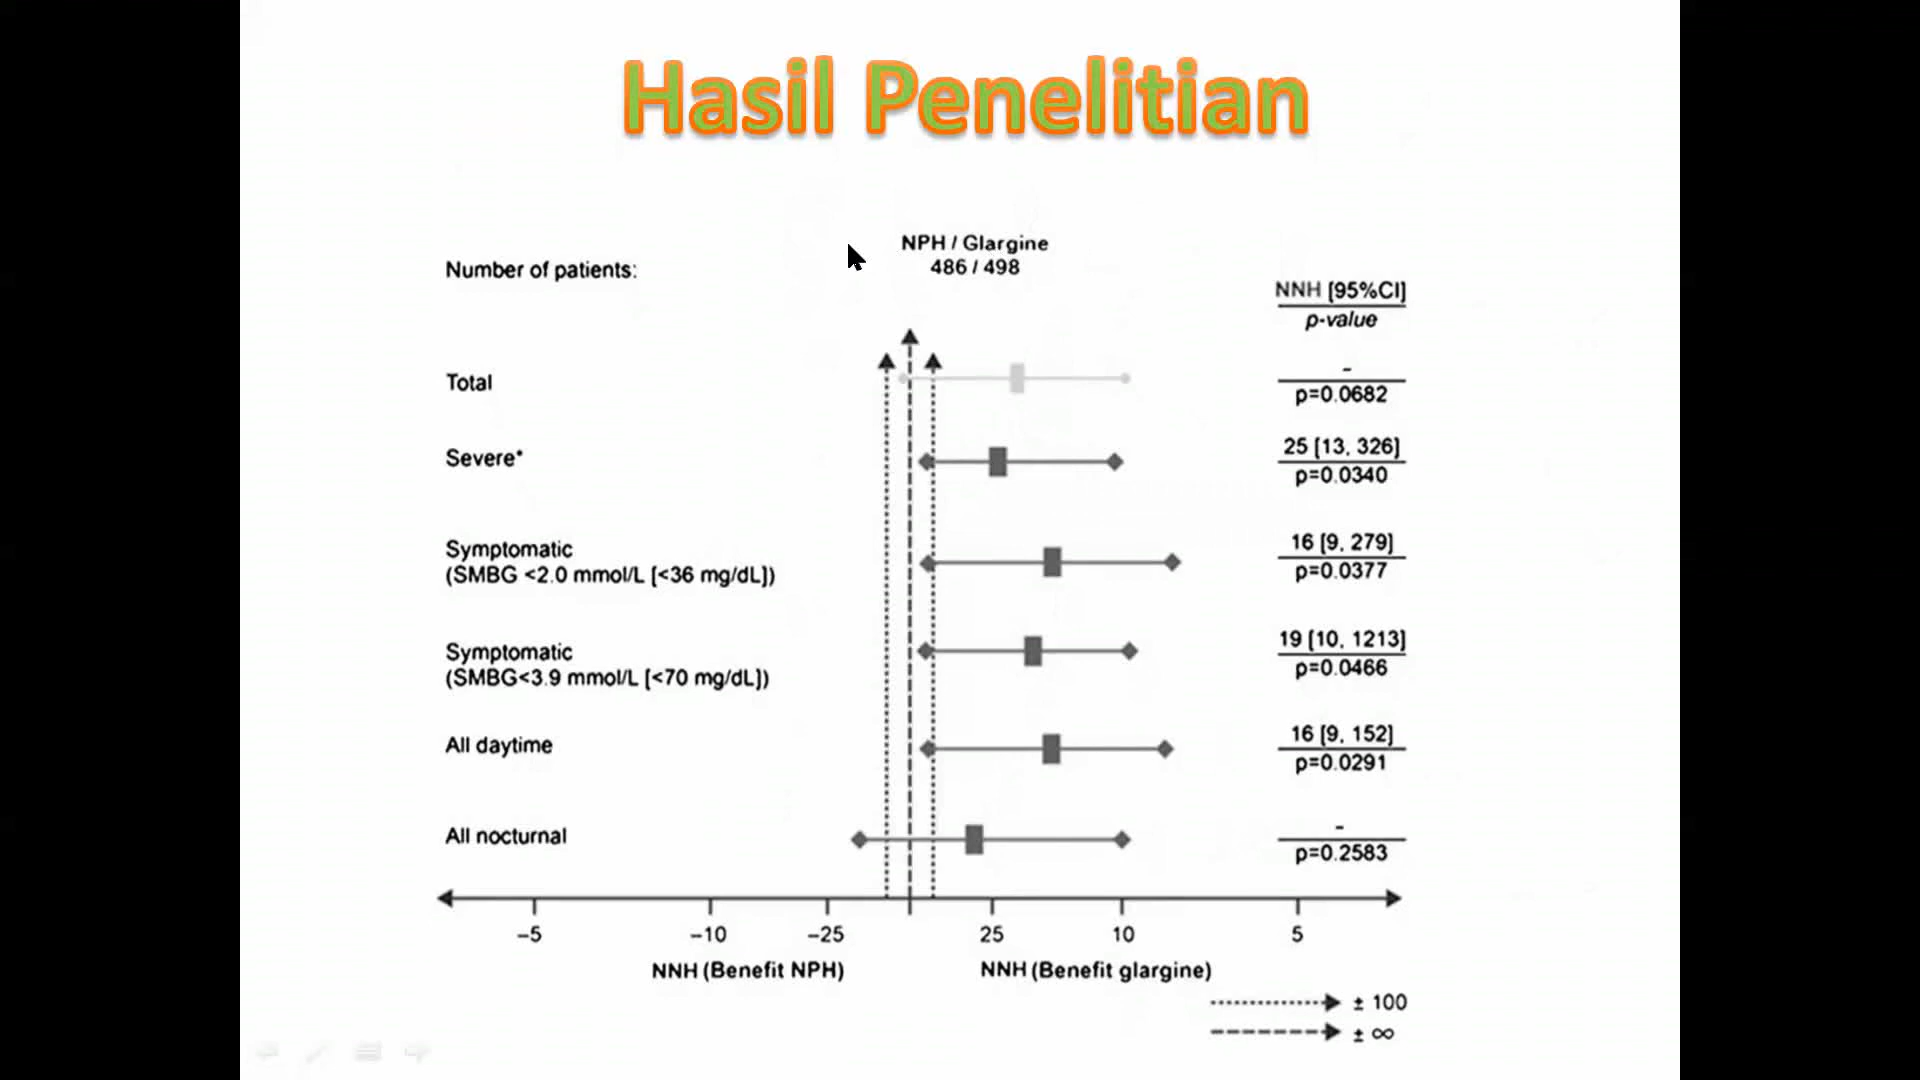 Hasil Penelitian
NPH / Glargine
Number of patients:
486 / 498
NNH [95%CI]
p-value
Total
-
p=0.0682
Severe*
25 [13, 326]
p=0.0340
Symptomatic
(SMBG <2.0 mmol/L [<36 mg/dL])
16 [9, 279]
p=0.0377
Symptomatic
(SMBG<3.9 mmol/L [<70 mg/dL])
19 [10, 1213]
p=0.0466
All daytime
16 [9, 152]
p=0.0291
All nocturnal
-
p=0.2583
–5 –10 –25 25 10 5
NNH (Benefit NPH) NNH (Benefit glargine)
± 100
± ∞